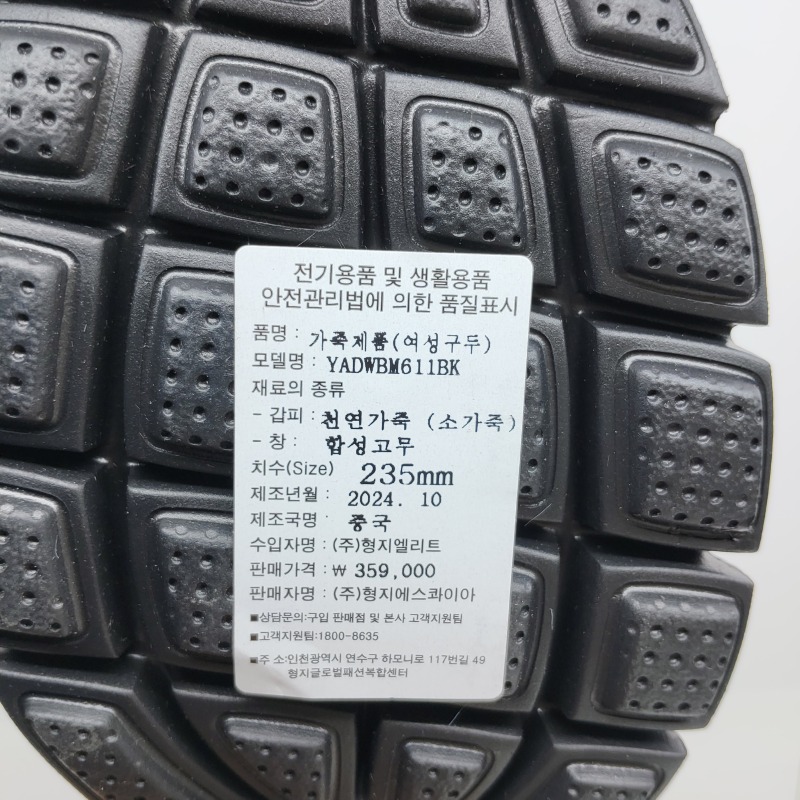 전기용품 및 생활용품
안전관리법에 의한 품질표시
품명 : 가죽제품(여성구두)
모델명 : YADWBM611BK
재료의 종류
- 갑피 : 천연가죽 (소가죽)
- 창 : 합성고무
치수(Size) 235mm
제조년월 : 2024. 10
제조국명 : 중국
수입자명 : (주)형지엘리트
판매가격 : ₩ 359,000
판매자명 : (주)형지에스콰이아
■상담문의:구입 판매점 및 본사 고객지원팀
■고객지원팀:1800-8635
■주 소:인천광역시 연수구 하모니로 117번길 49
형지글로벌패션복합센터